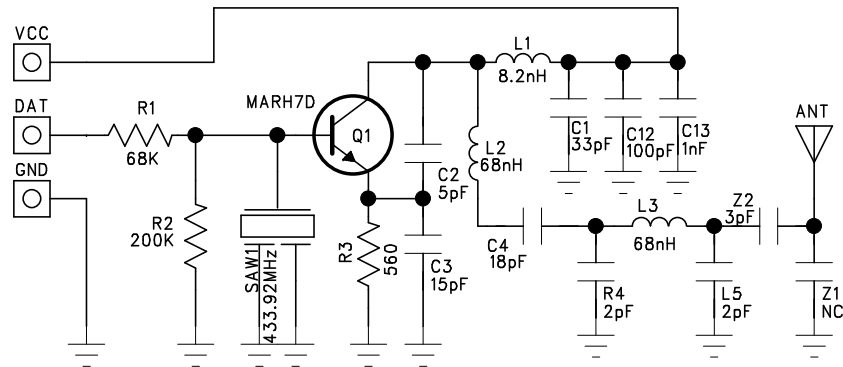 VCC
DAT
GND
R1
68K
R2
200K
MARH7D
Q1
SAW1
433.92MHz
R3
560
C2
5pF
C3
15pF
L1
8.2nH
L2
68nH
C1
33pF
C12
100pF
C13
1nF
C4
18pF
L3
68nH
R4
2pF
L5
2pF
Z2
3pF
ANT
Z1
NC